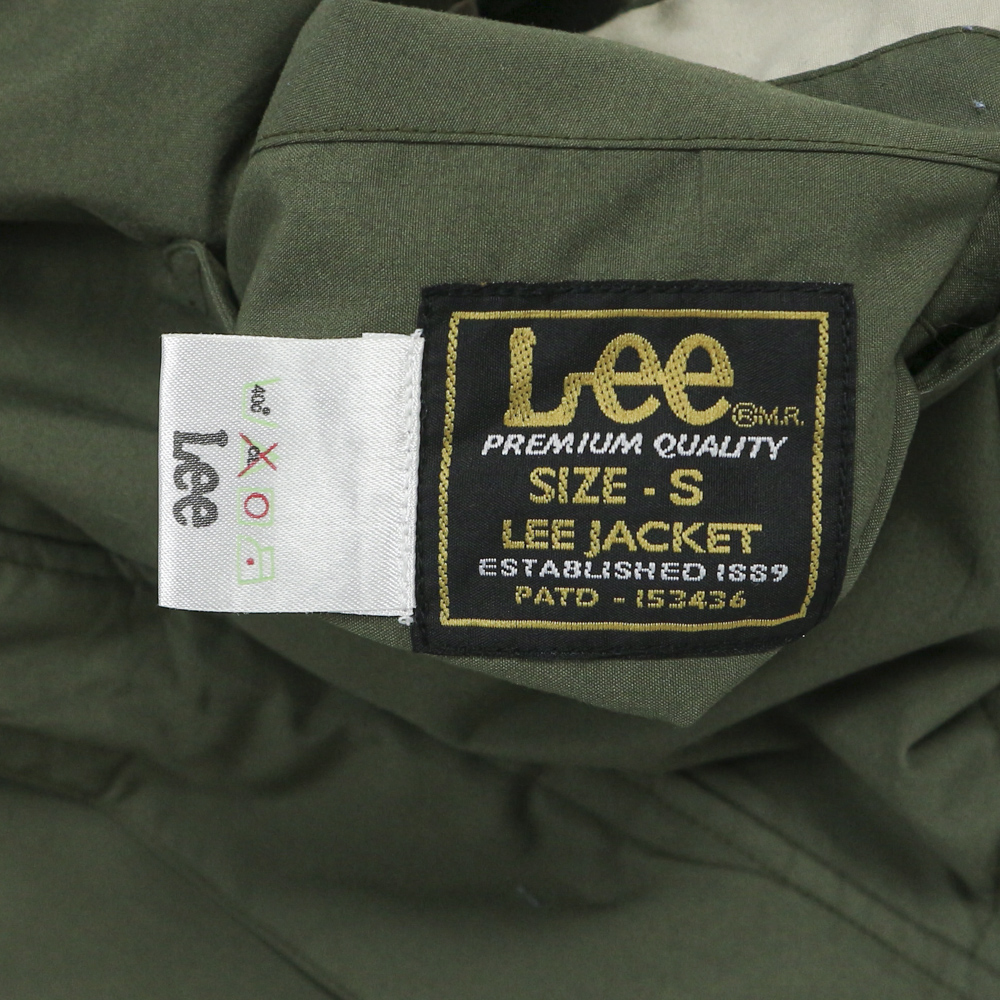 Lee
®M.R.
PREMIUM QUALITY
SIZE - S
LEE JACKET
ESTABLISHED 1889
PATD - 153436
Lee
40°